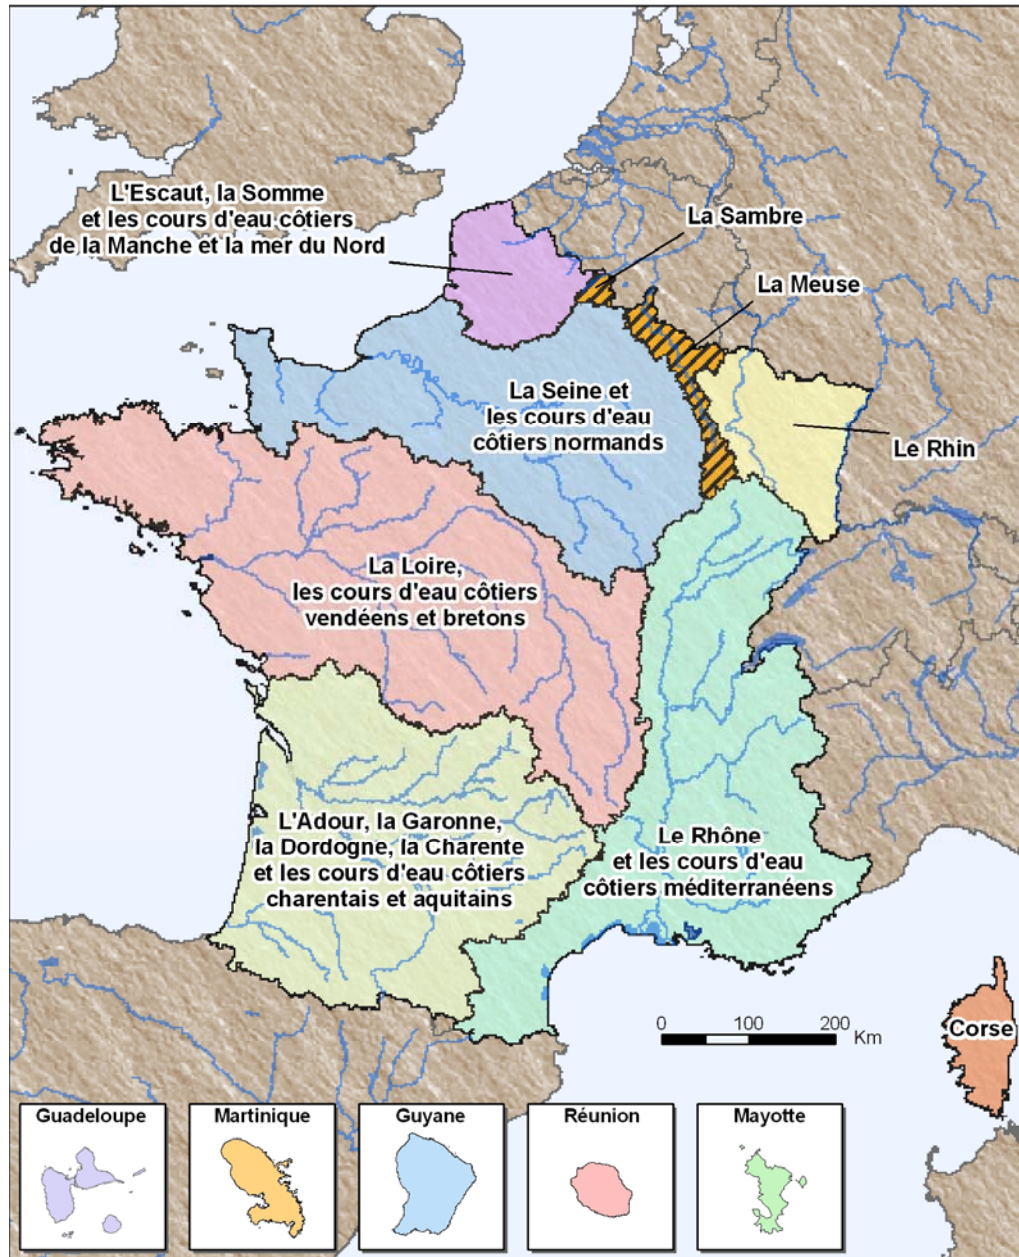 L'Escaut, la Somme
et les cours d'eau côtiers
de la Manche et la mer du Nord
La Sambre
La Meuse
La Seine et
les cours d'eau
côtiers normands
Le Rhin
La Loire,
les cours d'eau côtiers
vendéens et bretons
L'Adour, la Garonne,
la Dordogne, la Charente
et les cours d'eau côtiers
charentais et aquitains
Le Rhône
et les cours d'eau
côtiers méditerranéens
0 100 200
Km
Corse
Guadeloupe
Martinique
Guyane
Réunion
Mayotte